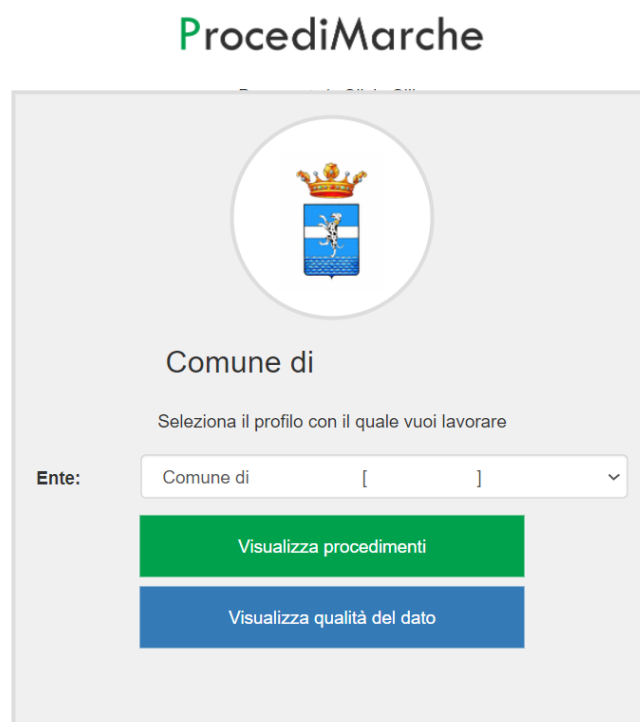 ProcediMarche
Comune di
Seleziona il profilo con il quale vuoi lavorare
Ente: Comune di [ ]
Visualizza procedimenti
Visualizza qualità del dato